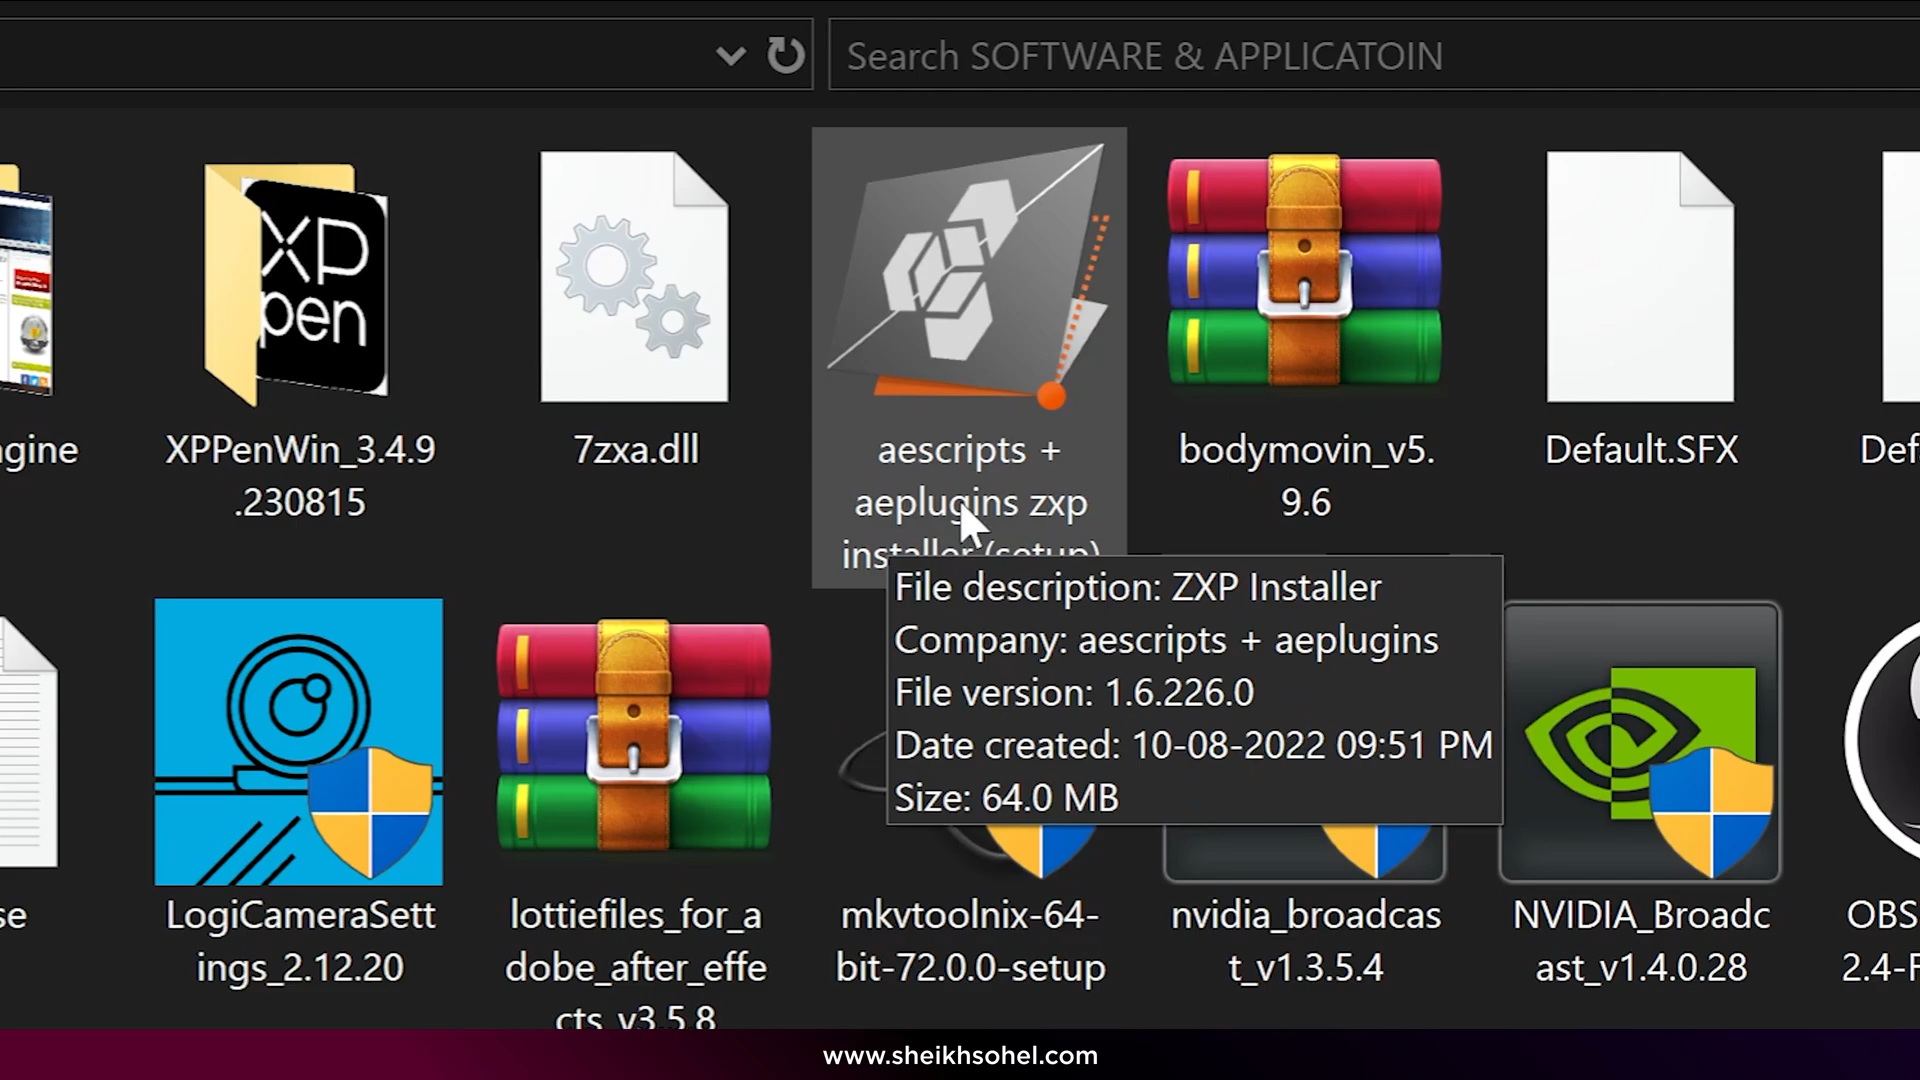 Search SOFTWARE & APPLICATOIN
XP
pen
gine
XPPenWin_3.4.9
.230815
7zxa.dll
aescripts +
aeplugins zxp
installer (setup)
bodymovin_v5.
9.6
Default.SFX
Def
File description: ZXP Installer
Company: aescripts + aeplugins
File version: 1.6.226.0
Date created: 10-08-2022 09:51 PM
Size: 64.0 MB
se
LogiCameraSett
ings_2.12.20
lottiefiles_for_a
dobe_after_effe
cts_v3.5.8
mkvtoolnix-64-
bit-72.0.0-setup
nvidia_broadcas
t_v1.3.5.4
NVIDIA_Broadc
ast_v1.4.0.28
OBS
2.4-F
www.sheikhsohel.com